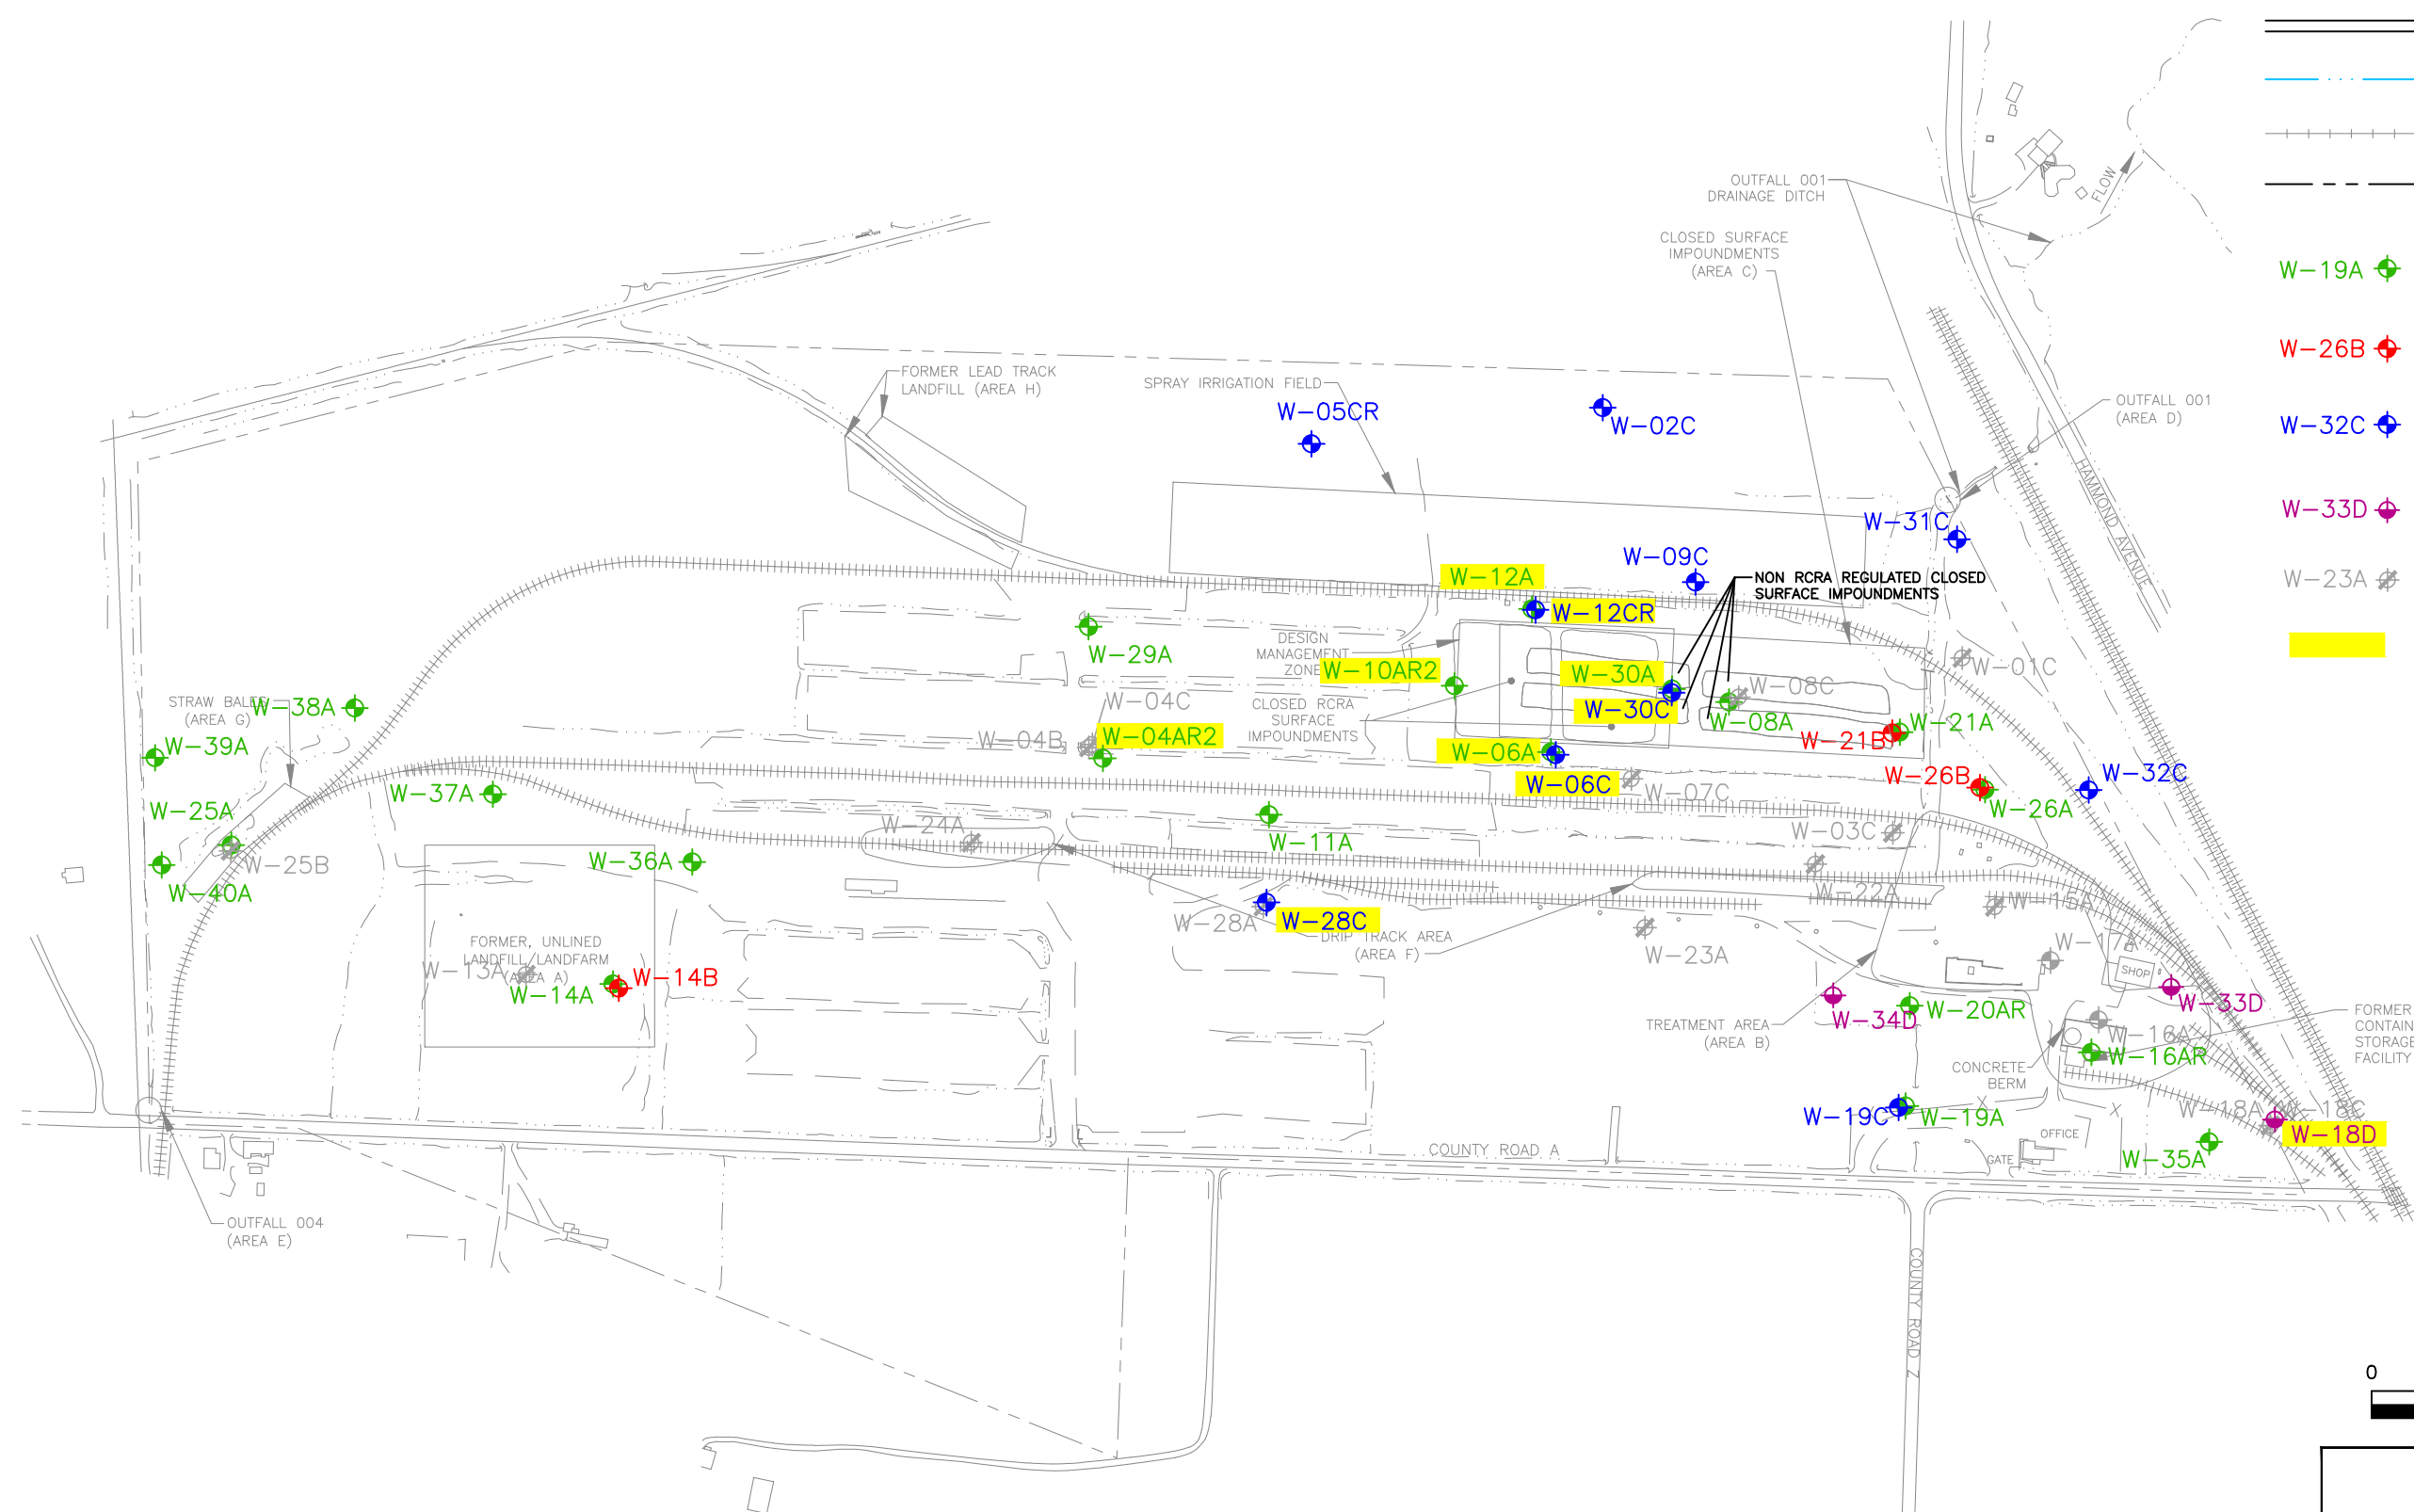 OUTFALL 001
DRAINAGE DITCH
FLOW
CLOSED SURFACE
IMPOUNDMENTS
(AREA C)
W-19A
W-26B
W-32C
W-33D
W-23A
FORMER LEAD TRACK
LANDFILL (AREA H)
SPRAY IRRIGATION FIELD
W-05CR
W-02C
OUTFALL 001
(AREA D)
HAMMOND AVENUE
W-31C
W-09C
W-12A
W-12CR
NON RCRA REGULATED CLOSED
SURFACE IMPOUNDMENTS
W-29A
DESIGN
MANAGEMENT
ZONE
W-10AR2
W-30A
W-30C
W-01C
W-08C
W-08A
W-04C
W-04B
W-04AR2
CLOSED RCRA
SURFACE
IMPOUNDMENTS
W-06A
W-06C
W-07C
W-21A
W-21B
W-26B
W-26A
W-32C
STRAW BALES
(AREA G)
W-38A
W-39A
W-37A
W-25A
W-25B
W-40A
W-36A
W-24A
W-11A
W-03C
W-22A
W-15A
W-28A
W-28C
DRIP TRACK AREA
(AREA F)
W-23A
W-17A
SHOP
W-33D
FORMER, UNLINED
LANDFILL/LANDFARM
(AREA A)
W-13A
W-14A
W-14B
W-34D
W-20AR
TREATMENT AREA
(AREA B)
W-16A
W-16AR
CONCRETE
BERM
FORMER
CONTAIN
STORAGE
FACILITY
W-19C
W-19A
W-18A
W-18C
W-18D
W-35A
OFFICE
GATE
COUNTY ROAD A
OUTFALL 004
(AREA E)
COUNTY ROAD Z
0